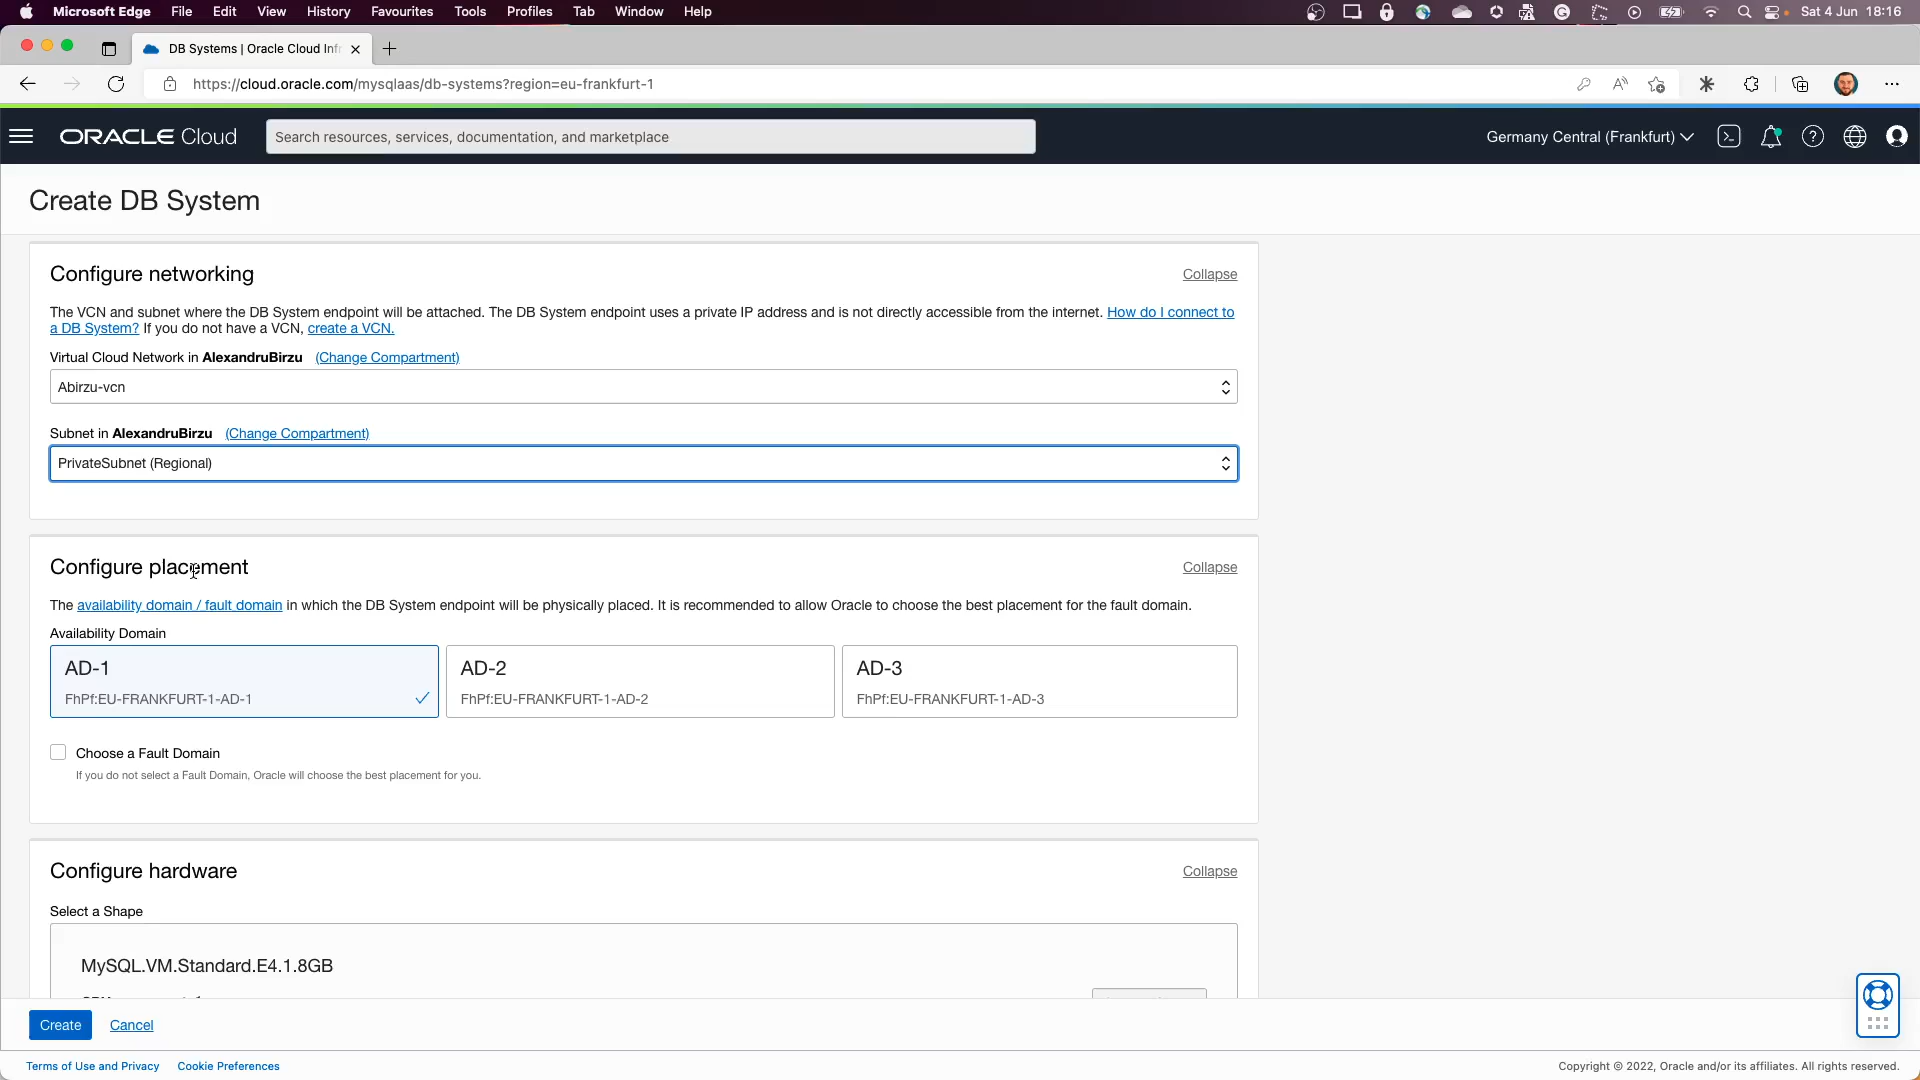 Microsoft Edge File Edit View History Favourites Tools Profiles Tab Window Help Sat 4 Jun 18:16
DB Systems | Oracle Cloud Infr
https://cloud.oracle.com/mysqlaas/db-systems?region=eu-frankfurt-1
ORACLE Cloud Search resources, services, documentation, and marketplace Germany Central (Frankfurt)
Create DB System
Configure networking Collapse
The VCN and subnet where the DB System endpoint will be attached. The DB System endpoint uses a private IP address and is not directly accessible from the internet. How do I connect to
a DB System? If you do not have a VCN, create a VCN.
Virtual Cloud Network in AlexandruBirzu (Change Compartment)
Abirzu-vcn
Subnet in AlexandruBirzu (Change Compartment)
PrivateSubnet (Regional)
Configure placement Collapse
The availability domain / fault domain in which the DB System endpoint will be physically placed. It is recommended to allow Oracle to choose the best placement for the fault domain.
Availability Domain
AD-1 AD-2 AD-3
FhPf:EU-FRANKFURT-1-AD-1 FhPf:EU-FRANKFURT-1-AD-2 FhPf:EU-FRANKFURT-1-AD-3
Choose a Fault Domain
If you do not select a Fault Domain, Oracle will choose the best placement for you.
Configure hardware Collapse
Select a Shape
MySQL.VM.Standard.E4.1.8GB
Create Cancel
Terms of Use and Privacy Cookie Preferences Copyright © 2022, Oracle and/or its affiliates. All rights reserved.